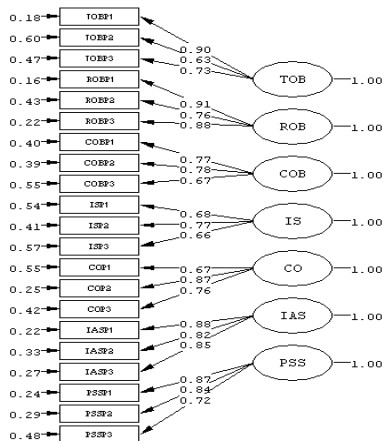 0.18 TOBP1
0.60 TOBP2 0.90
0.47 TOBP3 0.63
0.73 TOB 1.00
0.16 ROBP1
0.43 ROBP2 0.91
0.76 ROB 1.00
0.22 ROBP3 0.88
0.40 COBP1
0.77
0.39 COBP2 0.78 COB 1.00
0.55 COBP3 0.67
0.54 ISP1 0.68
0.41 ISP2 0.77 IS 1.00
0.57 ISP3 0.66
0.55 COP1 0.67 CO 1.00
0.25 COP2 0.87
0.42 COP3 0.76
0.22 IASP1 0.88 IAS 1.00
0.33 IASP2 0.82
0.27 IASP3 0.85
PSS 1.00
0.24 PSSP1 0.87
0.29 PSSP2 0.84
0.48 PSSP3 0.72